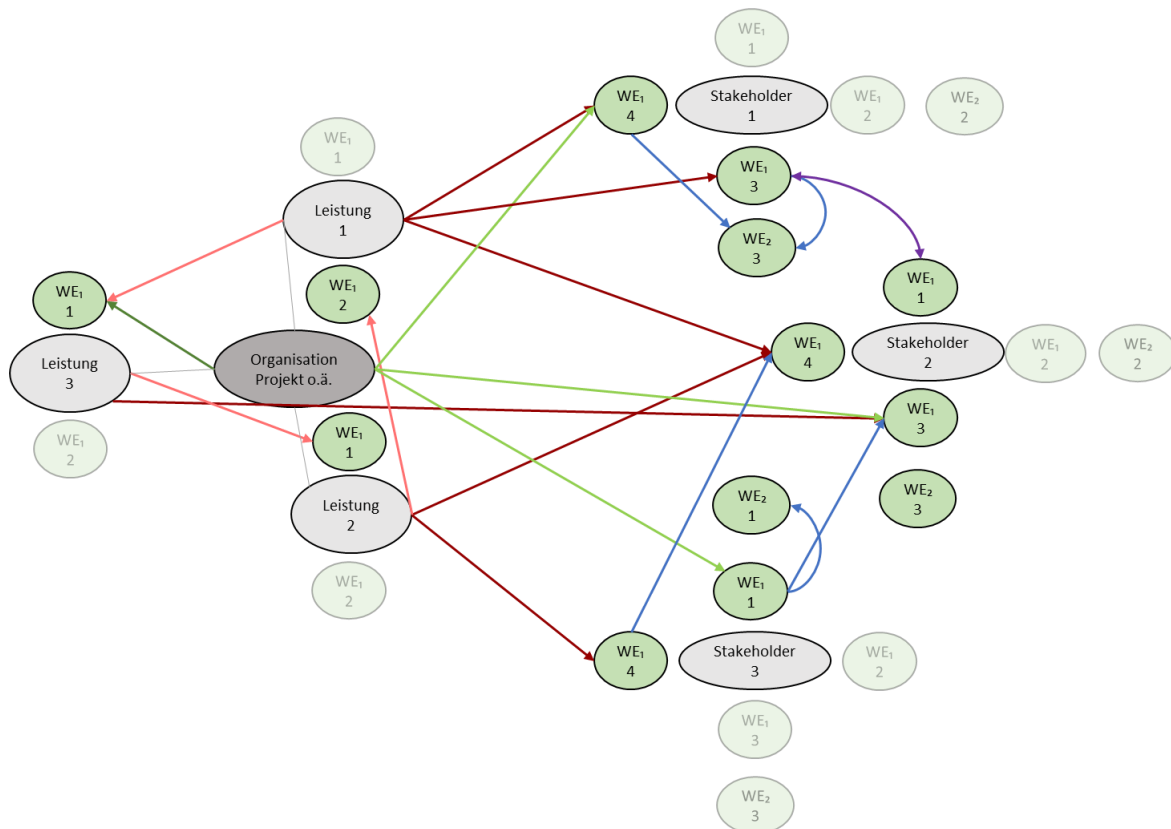 WE₁
1
WE₁
4
Stakeholder
1
WE₁
2
WE₂
2
WE₁
1
WE₁
3
Leistung
1
WE₂
3
WE₁
1
WE₁
2
WE₁
1
Leistung
3
Organisation
Projekt o.ä.
WE₁
4
Stakeholder
2
WE₁
2
WE₂
2
WE₁
3
WE₁
2
WE₁
1
Leistung
2
WE₂
1
WE₂
3
WE₁
2
WE₁
1
WE₁
4
Stakeholder
3
WE₁
2
WE₁
3
WE₂
3